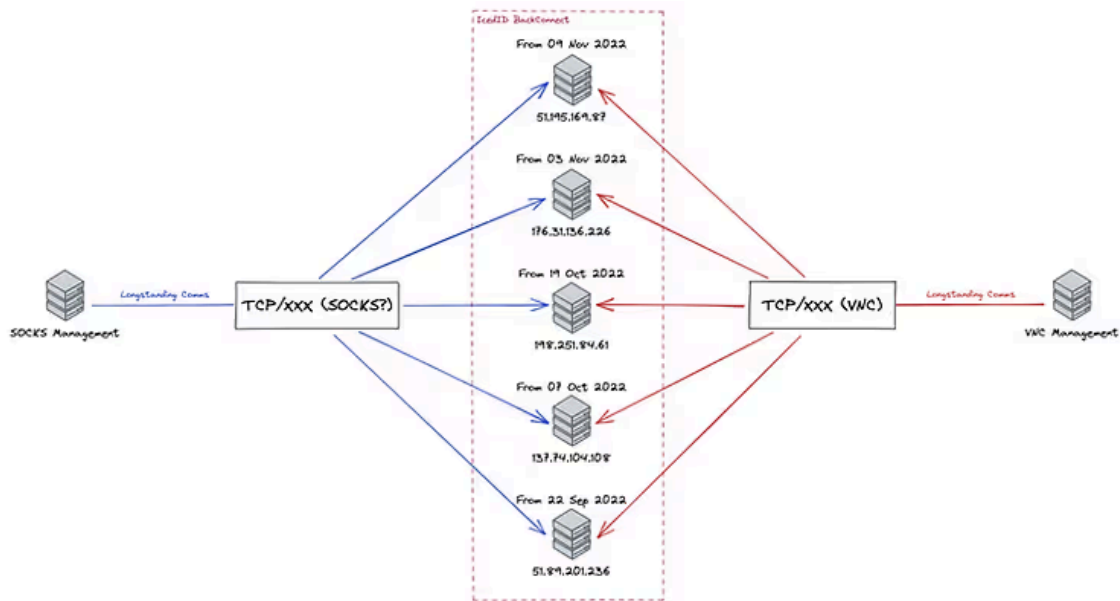 IcedID BackConnect
From 09 Nov 2022
51.195.169.87
From 03 Nov 2022
176.31.136.226
From 19 Oct 2022
198.251.84.61
From 07 Oct 2022
137.74.104.108
From 22 Sep 2022
51.89.201.236
SOCKS Management
Longstanding Comms
TCP/xxx (SOCKS?)
TCP/xxx (VNC)
Longstanding Comms
VNC Management